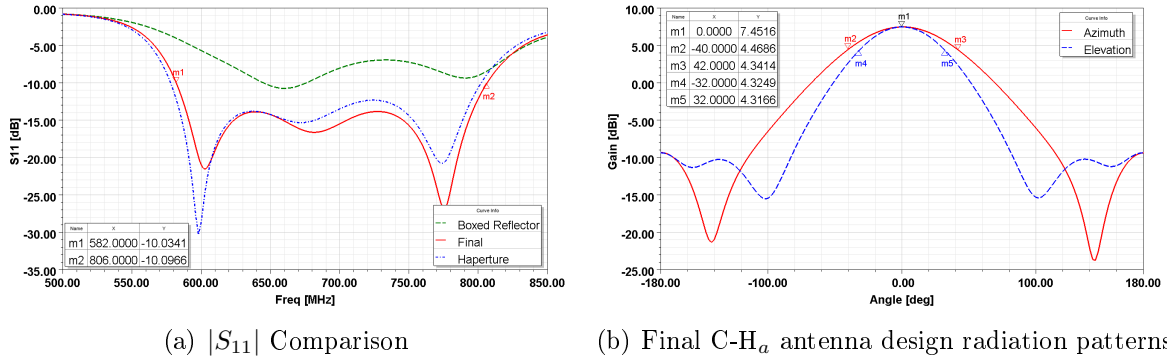 0.00
-5.00
-10.00
-15.00
-20.00
-25.00
-30.00
-35.00
S11 [dB]
m1
m2
Name X Y
m1 582.0000 -10.0341
m2 806.0000 -10.0966
Curve Info
Boxed Reflector
Final
Haperture
500.00 550.00 600.00 650.00 700.00 750.00 800.00 850.00
Freq [MHz]
(a) |S11| Comparison
10.00
5.00
0.00
-5.00
-10.00
-15.00
-20.00
-25.00
Gain [GBi]
Name X Y
m1 0.0000 7.4516
m2 -40.0000 4.4686
m3 42.0000 4.3414
m4 -32.0000 4.3249
m5 32.0000 4.3166
m1
m2
m3
m4
m5
Curve Info
Azimuth
Elevation
-180.00 -100.00 0.00 100.00 180.00
Angle [deg]
(b) Final C-Ha antenna design radiation patterns